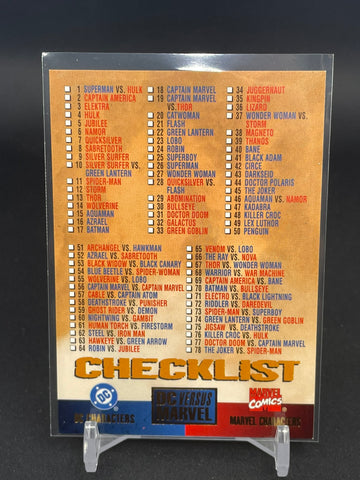 1 SUPERMAN VS. HULK
2 CAPTAIN AMERICA
3 ELEKTRA
4 HULK
5 JUBILEE
6 NAMOR
7 QUICKSILVER
8 SABRETOOTH
9 SILVER SURFER
10 SILVER SURFER VS.
GREEN LANTERN
11 SPIDER-MAN
12 STORM
13 THOR
14 WOLVERINE
15 AQUAMAN
16 AZRAEL
17 BATMAN
18 CAPTAIN MARVEL
19 CAPTAIN MARVEL
VS. THOR
20 CATWOMAN
21 FLASH
22 GREEN LANTERN
23 LOBO
24 ROBIN
25 SUPERBOY
26 SUPERMAN
27 WONDER WOMAN
28 QUICKSILVER VS.
FLASH
29 ABOMINATION
30 BULLSEYE
31 DOCTOR DOOM
32 GALACTUS
33 GREEN GOBLIN
34 JUGGERNAUT
35 KINGPIN
36 LIZARD
37 WONDER WOMAN VS.
STORM
38 MAGNETO
39 THANOS
40 BANE
41 BLACK ADAM
42 CIRCE
43 DARKSEID
44 DOCTOR POLARIS
45 THE JOKER
46 AQUAMAN VS. NAMOR
47 KADABRA
48 KILLER CROC
49 LEX LUTHOR
50 PENGUIN
51 ARCHANGEL VS. HAWKMAN
52 AZRAEL VS. SABRETOOTH
53 BLACK WIDOW VS. BLACK CANARY
54 BLUE BEETLE VS. SPIDER-WOMAN
55 WOLVERINE VS. LOBO
56 CAPTAIN MARVEL VS. CAPTAIN MARVEL
57 CABLE VS. CAPTAIN ATOM
58 DEATHSTROKE VS. PUNISHER
59 GHOST RIDER VS. DEMON
60 NIGHTWING VS. GAMBIT
61 HUMAN TORCH VS. FIRESTORM
62 STEEL VS. IRON MAN
63 HAWKEYE VS. GREEN ARROW
64 ROBIN VS. JUBILEE
65 VENOM VS. LOBO
66 THE RAY VS. NOVA
67 THOR VS. WONDER WOMAN
68 WARRIOR VS. WAR MACHINE
69 CAPTAIN AMERICA VS. BANE
70 BATMAN VS. BULLSEYE
71 ELECTRO VS. BLACK LIGHTNING
72 RIDDLER VS. DAREDEVIL
73 SPIDER-MAN VS. SUPERBOY
74 GREEN LANTERN VS. GREEN GOBLIN
75 JIGSAW VS. DEATHSTROKE
76 KILLER CROC VS. HULK
77 DOCTOR DOOM VS. CAPTAIN MARVEL
78 THE JOKER VS. SPIDER-MAN
CHECKLIST
DC
DC CHARACTERS
DC VERSUS
MARVEL
MARVEL
COMICS
MARVEL CHARACTERS